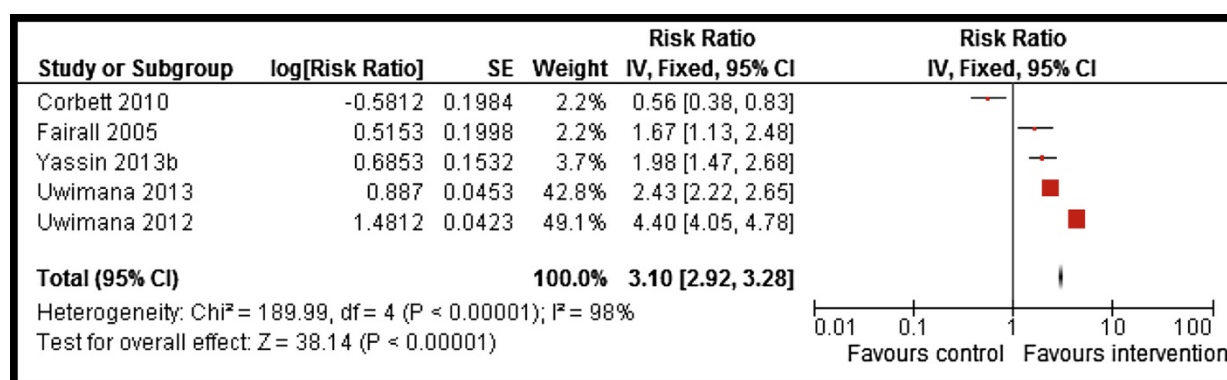 Risk Ratio Risk Ratio
Study or Subgroup log[Risk Ratio] SE Weight IV, Fixed, 95% CI IV, Fixed, 95% CI
Corbett 2010 -0.5812 0.1984 2.2% 0.56 [0.38, 0.83]
Fairall 2005 0.5153 0.1998 2.2% 1.67 [1.13, 2.48]
Yassin 2013b 0.6853 0.1532 3.7% 1.98 [1.47, 2.68]
Uwimana 2013 0.887 0.0453 42.8% 2.43 [2.22, 2.65]
Uwimana 2012 1.4812 0.0423 49.1% 4.40 [4.05, 4.78]
Total (95% CI) 100.0% 3.10 [2.92, 3.28]
Heterogeneity: Chi² = 189.99, df = 4 (P < 0.00001); I² = 98%
Test for overall effect: Z = 38.14 (P < 0.00001)
0.01 0.1 1 10 100
Favours control Favours intervention